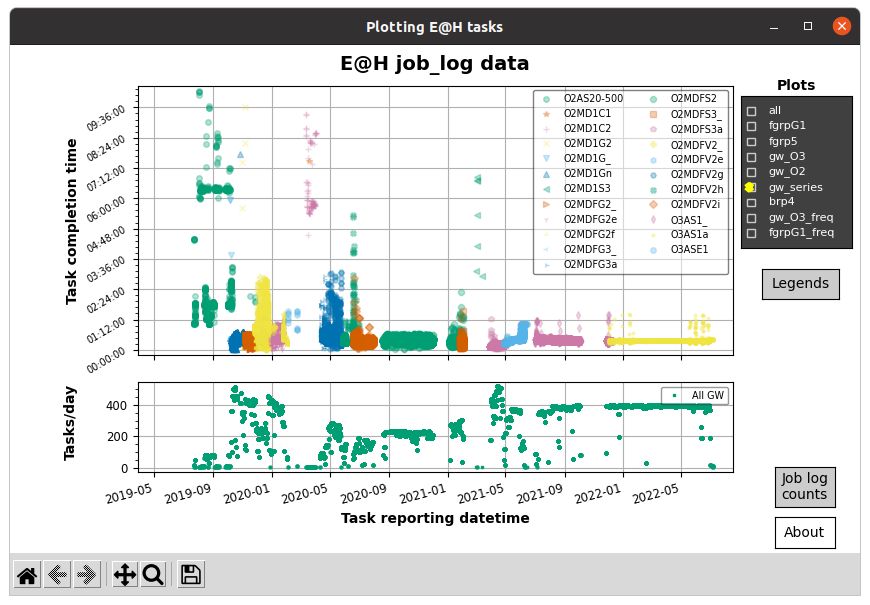 Plotting E@H tasks
E@H job_log data
Task completion time
09:36:00
08:24:00
07:12:00
06:00:00
04:48:00
03:36:00
02:24:00
01:12:00
00:00:00
O2AS20-500
O2MD1C1
O2MD1C2
O2MD1G2
O2MD1G_
O2MD1Gn
O2MD1S3
O2MDFG2_
O2MDFG2e
O2MDFG2f
O2MDFG3_
O2MDFG3a
O2MDFS2
O2MDFS3_
O2MDFS3a
O2MDFV2_
O2MDFV2e
O2MDFV2g
O2MDFV2h
O2MDFV2i
O3AS1_
O3AS1a
O3ASE1
Plots
all
fgrpG1
fgrp5
gw_O3
gw_O2
gw_series
brp4
gw_O3_freq
fgrpG1_freq
Legends
Tasks/day
400
200
0
All GW
2019-05
2019-09
2020-01
2020-05
2020-09
2021-01
2021-05
2021-09
2022-01
2022-05
Task reporting datetime
Job log
counts
About